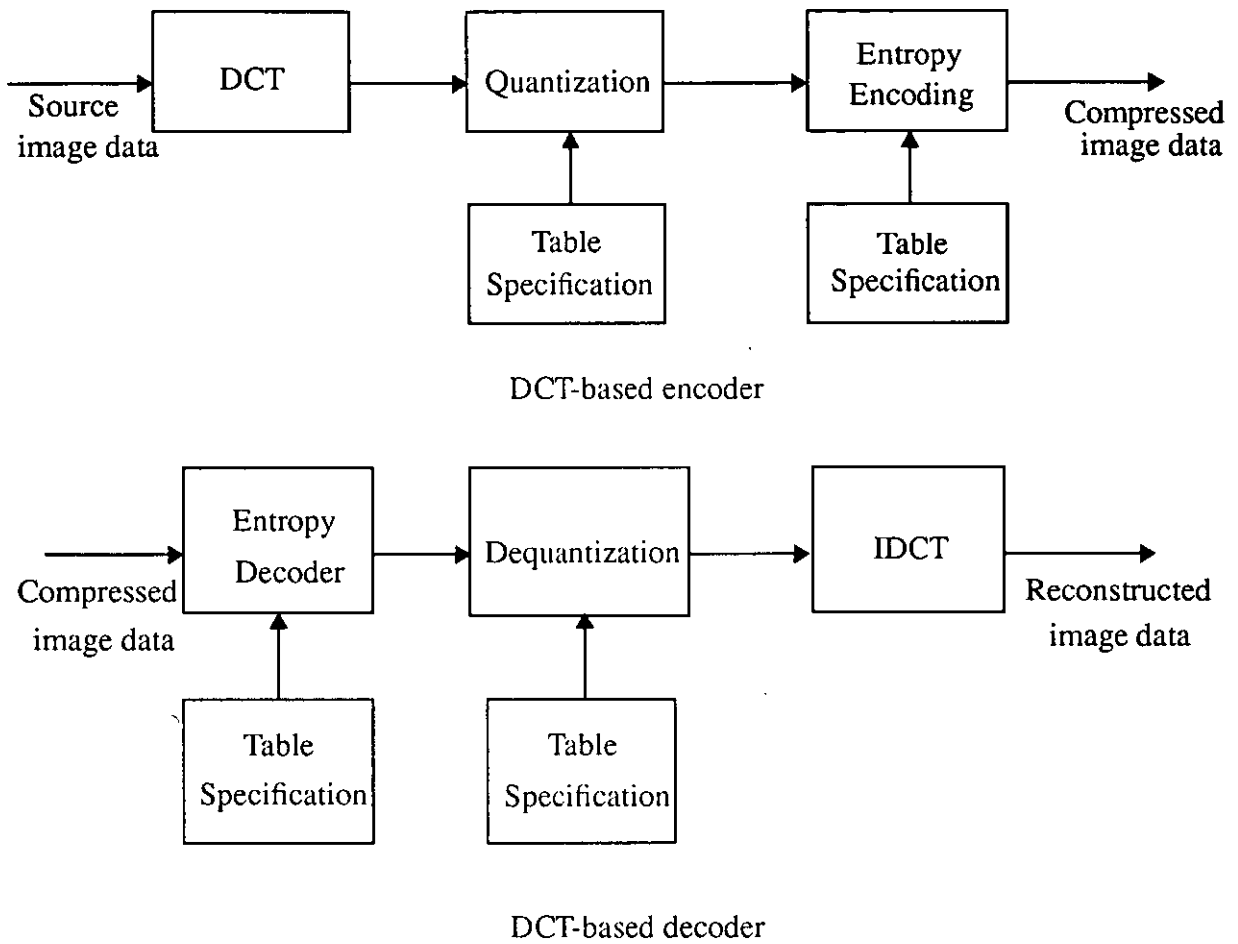 DCT
Quantization
Entropy
Encoding
Source
image data
Compressed
image data
Table
Specification
Table
Specification
DCT-based encoder
Entropy
Decoder
Dequantization
IDCT
Compressed
image data
Reconstructed
image data
Table
Specification
Table
Specification
DCT-based decoder